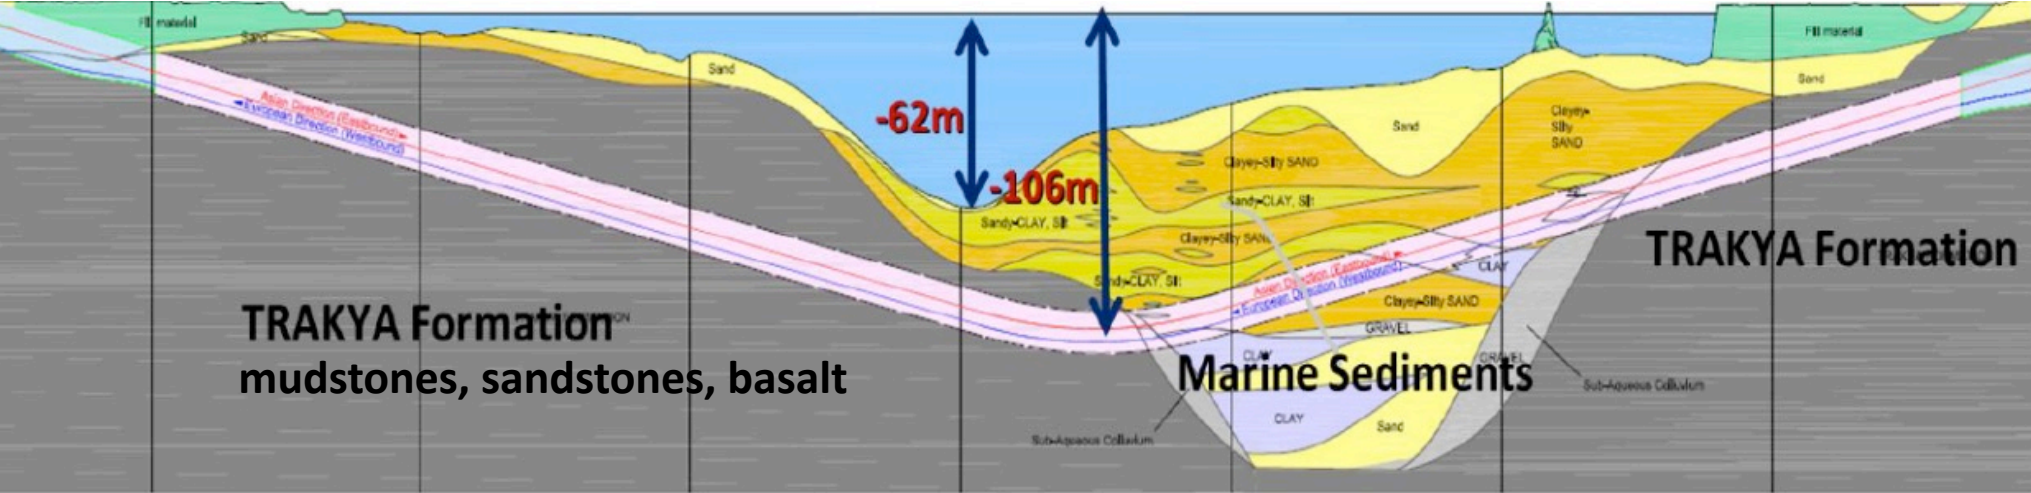 Fill material
Sand
Sand
-62m
-106m
Asian Direction (Eastbound)
European Direction (Westbound)
Sandy-CLAY, Silt
Clayey-Silty SAND
Sandy-CLAY, Silt
Clayey-Silty SAND
Sandy-CLAY, Silt
Sand
Clayey-
Silty
SAND
Fill material
Sand
Asian Direction (Eastbound)
European Direction (Westbound)
CLAY
Clayey-Silty SAND
GRAVEL
CLAY
GRAVEL
TRAKYA Formation
mudstones, sandstones, basalt
Marine Sediments
TRAKYA Formation
Sub-Aqueous Colluvium
CLAY
Sand
Sub-Aqueous Colluvium